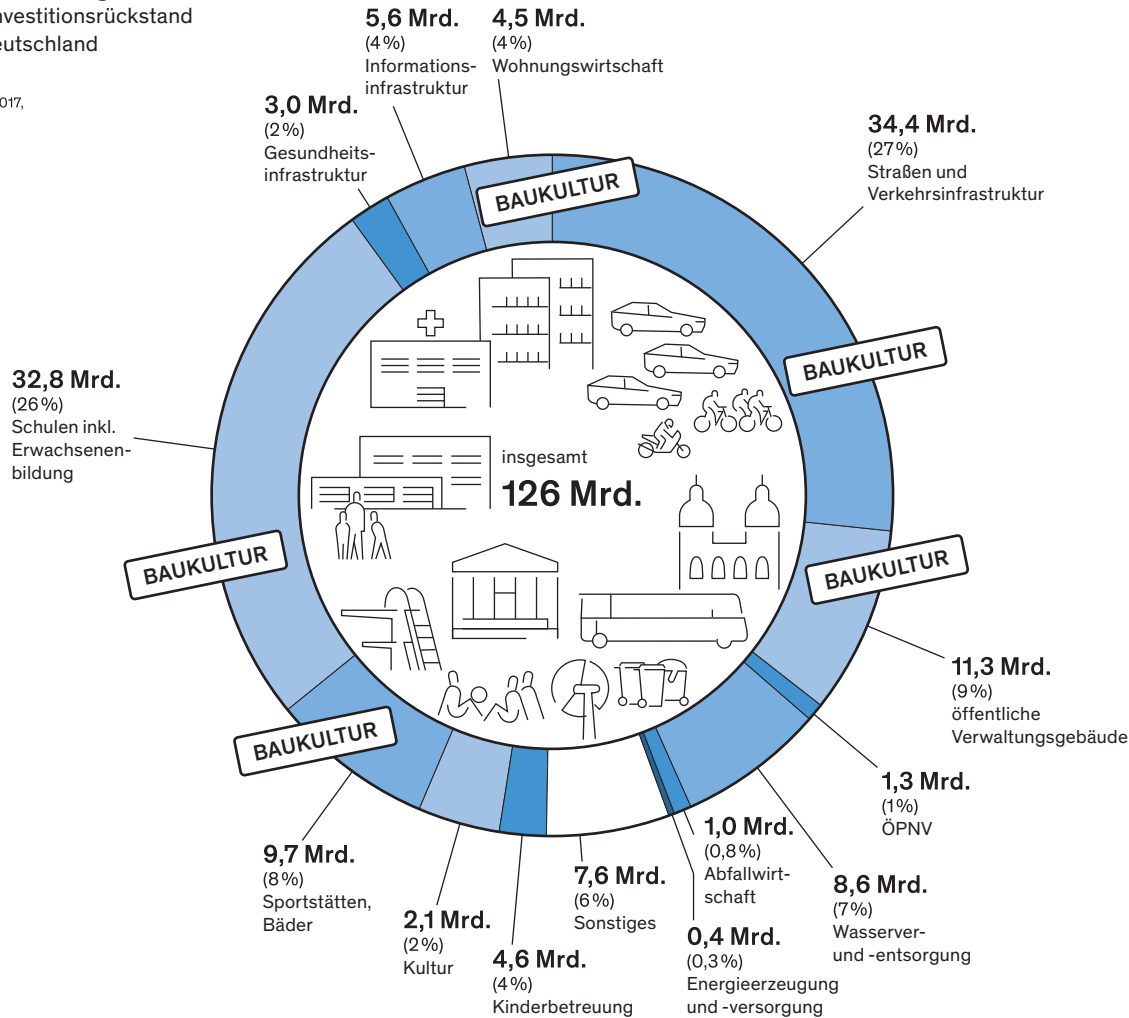 nvestitionsrückstand
eutschland
017,
5,6 Mrd.
(4%)
Informations-
infrastruktur
4,5 Mrd.
(4%)
Wohnungswirtschaft
3,0 Mrd.
(2%)
Gesundheits-
infrastruktur
34,4 Mrd.
(27%)
Straßen und
Verkehrsinfrastruktur
BAUKULTUR
BAUKULTUR
32,8 Mrd.
(26%)
Schulen inkl.
Erwachsenen-
bildung
insgesamt
126 Mrd.
BAUKULTUR
BAUKULTUR
11,3 Mrd.
(9%)
öffentliche
Verwaltungsgebäude
BAUKULTUR
1,3 Mrd.
(1%)
ÖPNV
9,7 Mrd.
(8%)
Sportstätten,
Bäder
2,1 Mrd.
(2%)
Kultur
4,6 Mrd.
(4%)
Kinderbetreuung
7,6 Mrd.
(6%)
Sonstiges
1,0 Mrd.
(0,8%)
Abfallwirt-
schaft
0,4 Mrd.
(0,3%)
Energieerzeugung
und -versorgung
8,6 Mrd.
(7%)
Wasserver-
und -entsorgung